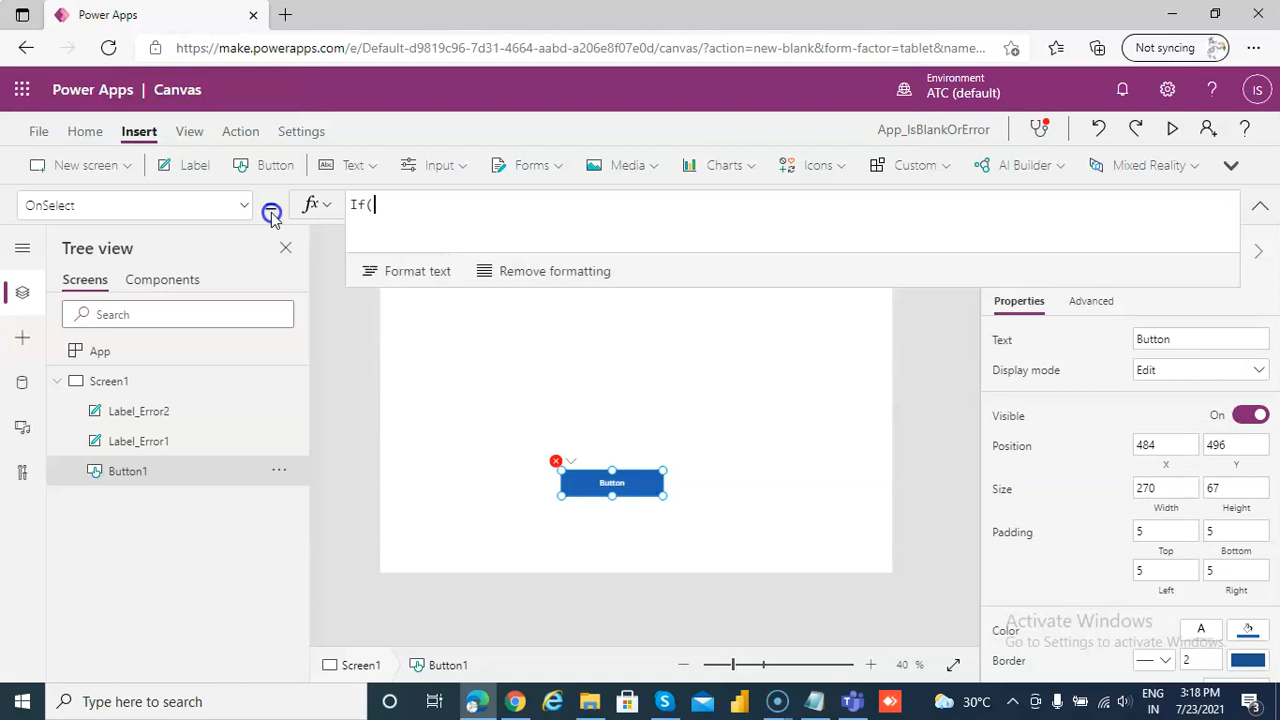 Power Apps
https://make.powerapps.com/e/Default-d9819c96-7d31-4664-aabd-a206e8f07e0d/canvas/?action=new-blank&form-factor=tablet&name...
Not syncing
Power Apps | Canvas
Environment
ATC (default)
IS
File Home Insert View Action Settings
App_IsBlankOrError
New screen Label Button Text Input Forms Media Charts Icons Custom AI Builder Mixed Reality
OnSelect = fx If(
Format text Remove formatting
Tree view
Screens Components
Search
App
Screen1
Label_Error2
Label_Error1
Button1
Button
Properties Advanced
Text Button
Display mode Edit
Visible On
Position 484 496
X Y
Size 270 67
Width Height
Padding 5 5
Top Bottom
5 5
Left Right
Color A
Border 2
Activate Windows
Go to Settings to activate Windows.
Screen1 Button1 40 %
Type here to search
30°C
ENG
IN
3:18 PM
7/23/2021
3